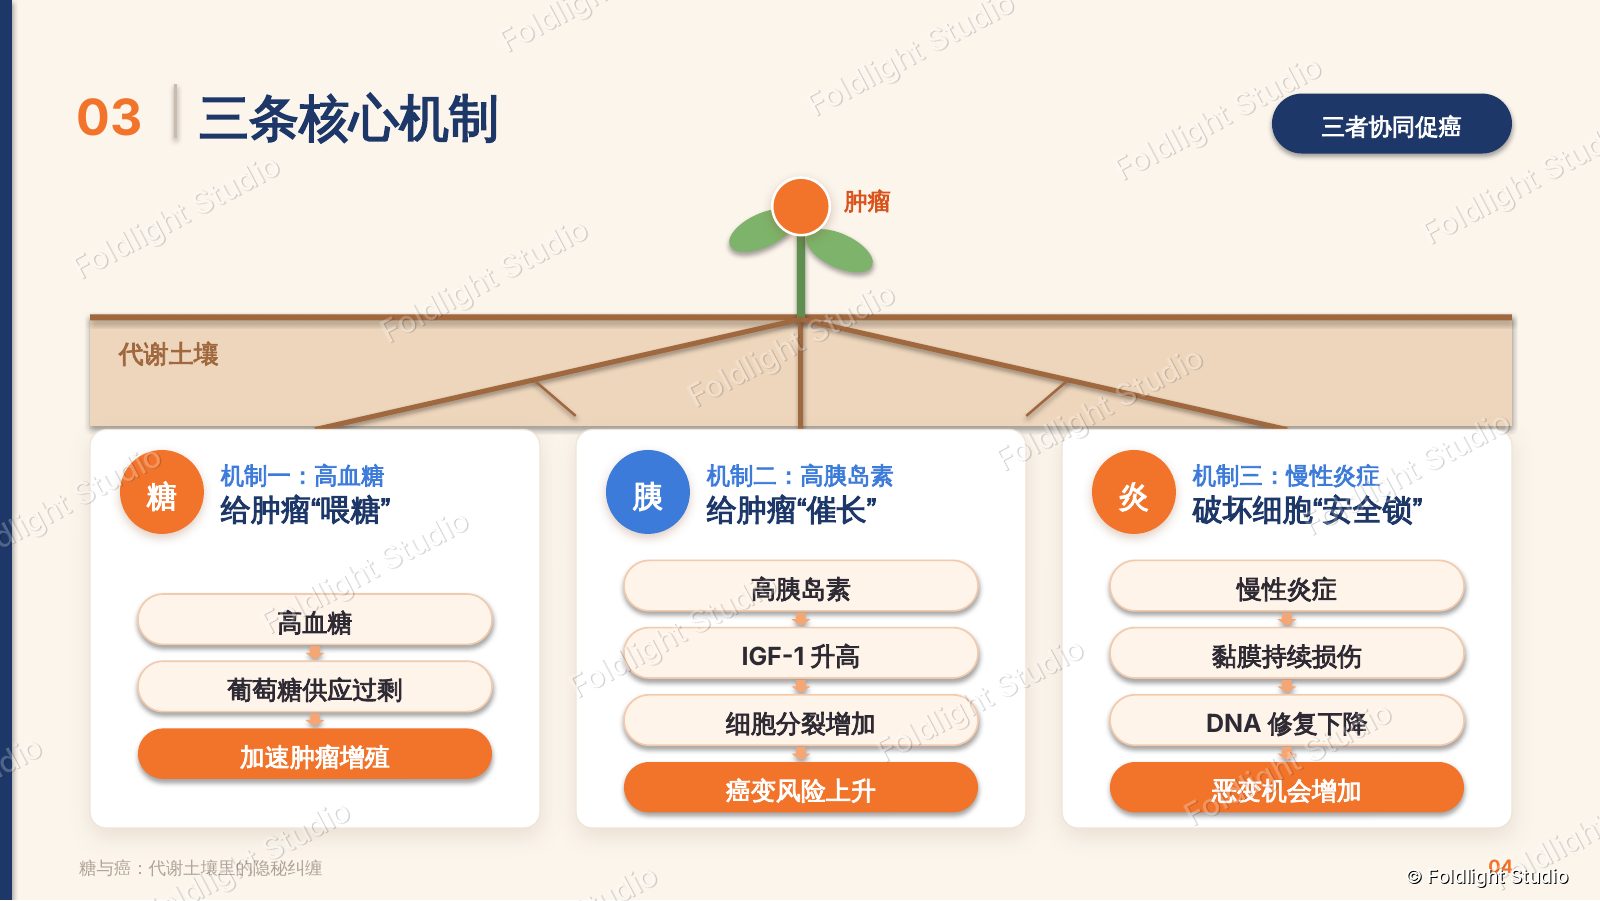 03
三条核心机制
三者协同促癌
肿瘤
代谢土壤
糖
机制一：高血糖
给肿瘤“喂糖”
高血糖
葡萄糖供应过剩
加速肿瘤增殖
胰
机制二：高胰岛素
给肿瘤“催长”
高胰岛素
IGF-1 升高
细胞分裂增加
癌变风险上升
炎
机制三：慢性炎症
破坏细胞“安全锁”
慢性炎症
黏膜持续损伤
DNA 修复下降
恶变机会增加
糖与癌：代谢土壤里的隐秘纠缠
04
© Foldlight Studio
Foldlight Studio